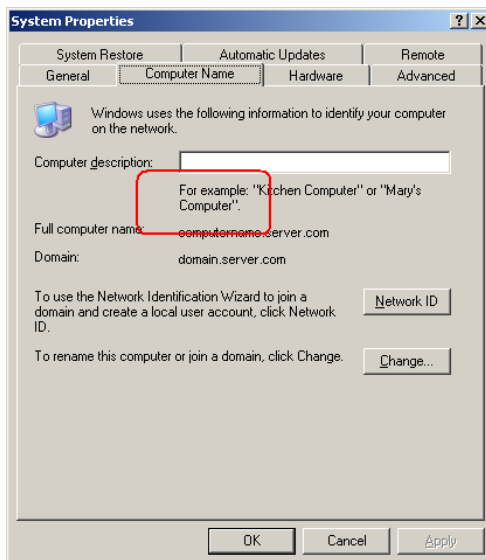 System Properties
System Restore Automatic Updates Remote
General Computer Name Hardware Advanced
Windows uses the following information to identify your computer
on the network.
Computer description:
For example: "Kitchen Computer" or "Mary's
Computer".
Full computer name: computername.server.com
Domain: domain.server.com
To use the Network Identification Wizard to join a
domain and create a local user account, click Network
ID.
Network ID
To rename this computer or join a domain, click Change.
Change...
OK Cancel Apply